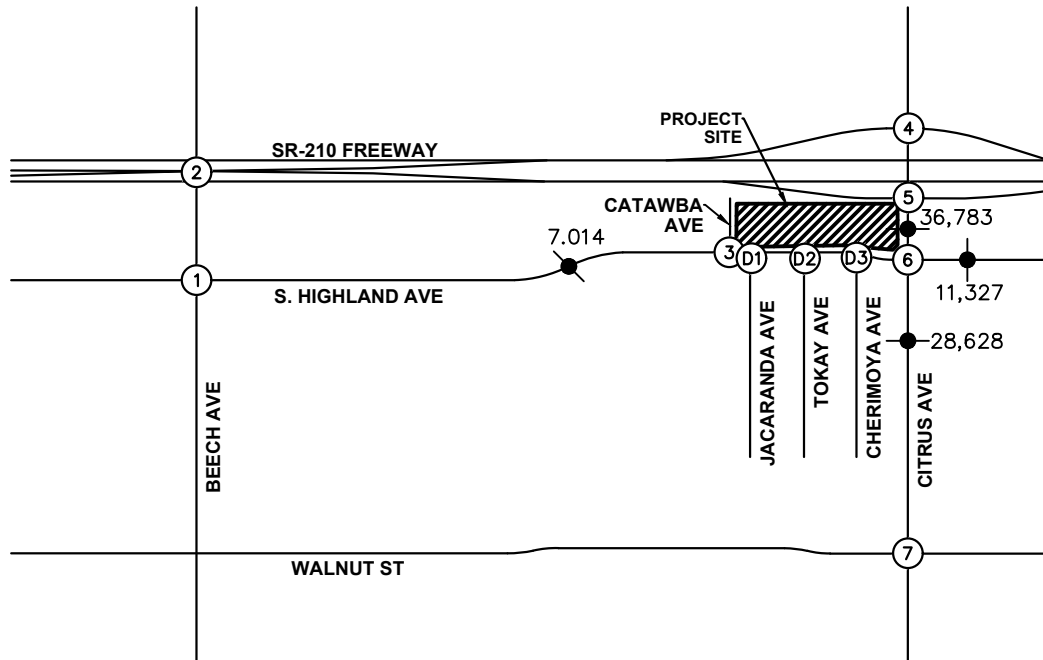 4
PROJECT
SITE
SR-210 FREEWAY
2
5
CATAWBA
AVE
36,783
7.014
3
D1
D2
D3
6
1
S. HIGHLAND AVE
11,327
28,628
JACARANDA AVE
TOKAY AVE
CHERIMOYA AVE
BEECH AVE
CITRUS AVE
7
WALNUT ST